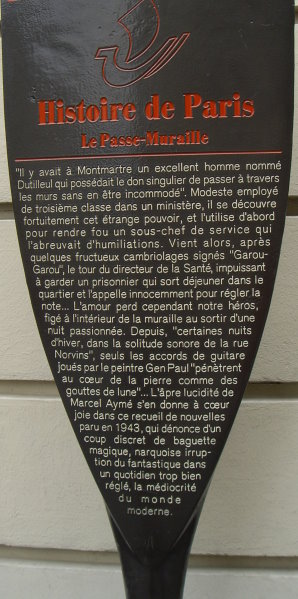 Histoire de Paris
Le Passe-Muraille
"Il y avait à Montmartre un excellent homme nommé
Dutilleul qui possédait le don singulier de passer à travers
les murs sans en être incommodé". Modeste employé
de troisième classe dans un ministère, il se découvre
fortuitement cet étrange pouvoir, et l'utilise d'abord
pour rendre fou un sous-chef de service qui
l'abreuvait d'humiliations. Vient alors, après
quelques fructueux cambriolages signés "Garou-
Garou", le tour du directeur de la Santé, impuissant
à garder un prisonnier qui sort déjeuner dans le
quartier et l'appelle innocemment pour régler la
note... L'amour perd cependant notre héros,
figé à l'intérieur de la muraille au sortir d'une
nuit passionnée. Depuis, "certaines nuits
d'hiver, dans la solitude sonore de la rue
Norvins", seuls les accords de guitare
joués par le peintre Gen Paul "pénètrent
au cœur de la pierre comme des
gouttes de lune"... L'âpre lucidité de
Marcel Aymé s'en donne à cœur
joie dans ce recueil de nouvelles
paru en 1943, qui dénonce d'un
coup discret de baguette
magique, narquoise irrup-
tion du fantastique dans
un quotidien trop bien
réglé, la médiocrité
du monde
moderne.